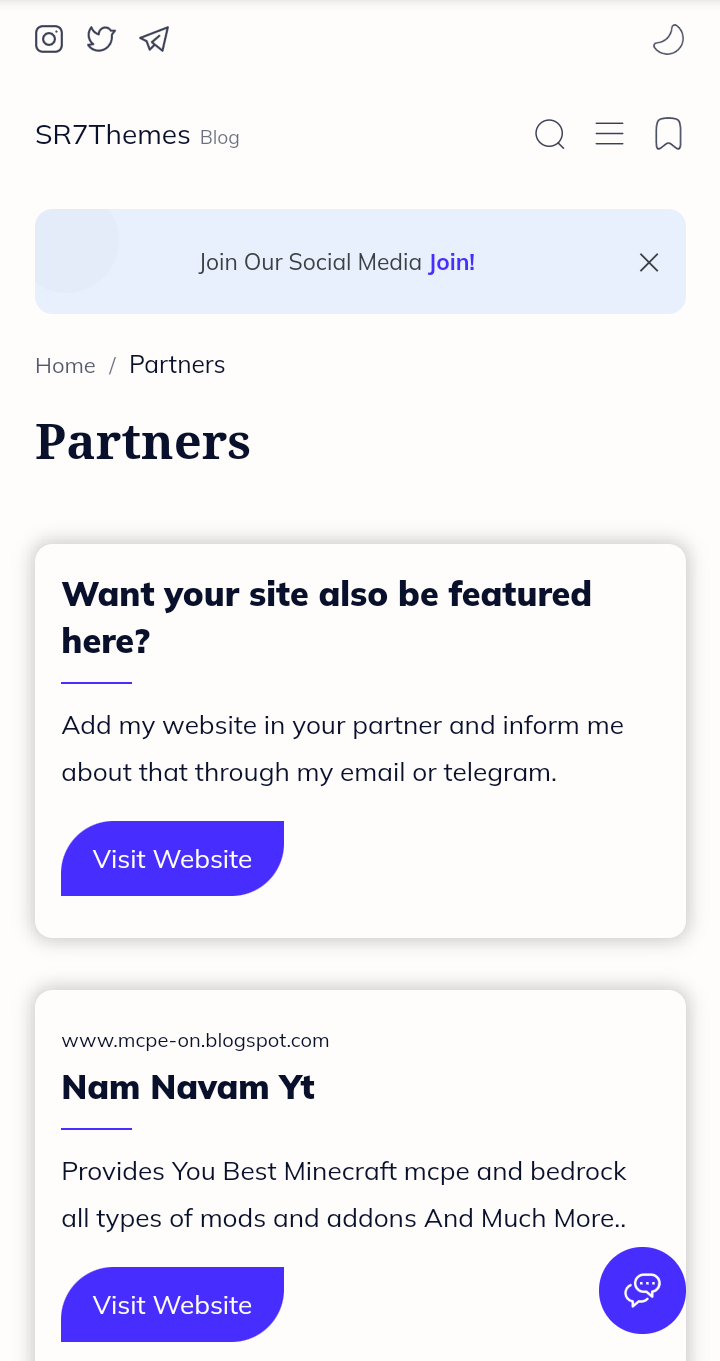 SR7Themes Blog
Join Our Social Media Join!
Home / Partners
Partners
Want your site also be featured
here?
Add my website in your partner and inform me
about that through my email or telegram.
Visit Website
www.mcpe-on.blogspot.com
Nam Navam Yt
Provides You Best Minecraft mcpe and bedrock
all types of mods and addons And Much More..
Visit Website